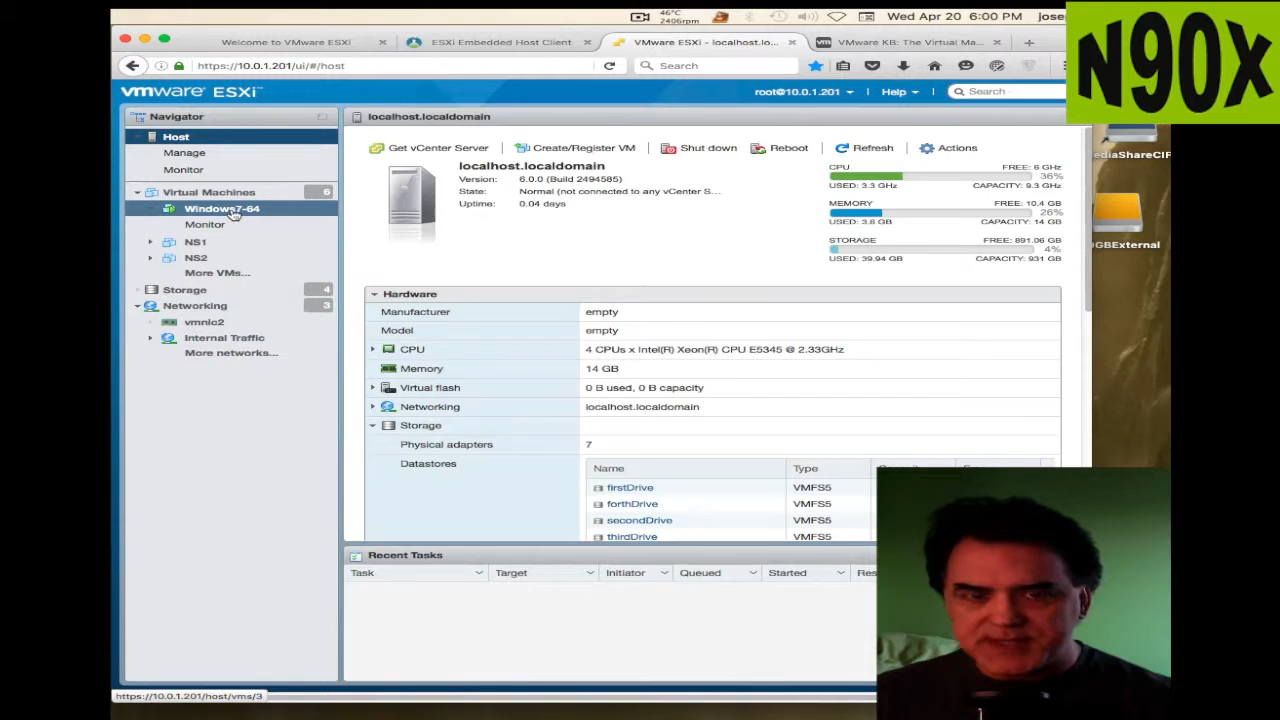 46°C
2406rpm
Wed Apr 20 6:00 PM
N90X
Welcome to VMware ESXi
ESXi Embedded Host Client
VMware ESXi - localhost.lo...
VMware KB: The Virtual Ma...
https://10.0.1.201/ui/#/host
Search
vmware ESXi™
root@10.0.1.201
Help
Search
Navigator
localhost.localdomain
Host
Manage
Monitor
Virtual Machines
6
Windows7-64
Monitor
NS1
NS2
More VMs...
Storage
4
Networking
3
vmnic2
Internal Traffic
More networks...
Get vCenter Server
Create/Register VM
Shut down
Reboot
Refresh
Actions
localhost.localdomain
Version: 6.0.0 (Build 2494585)
State: Normal (not connected to any vCenter S...
Uptime: 0.04 days
CPU FREE: 6 GHz
36%
USED: 3.3 GHz CAPACITY: 9.3 GHz
MEMORY FREE: 10.4 GB
26%
USED: 3.6 GB CAPACITY: 14 GB
STORAGE FREE: 891.06 GB
4%
USED: 39.94 GB CAPACITY: 931 GB
Hardware
Manufacturer empty
Model empty
CPU 4 CPUs x Intel(R) Xeon(R) CPU E5345 @ 2.33GHz
Memory 14 GB
Virtual flash 0 B used, 0 B capacity
Networking localhost.localdomain
Storage
Physical adapters 7
Datastores
Name Type
firstDrive VMFS5
forthDrive VMFS5
secondDrive VMFS5
thirdDrive VMFS5
Recent Tasks
Task Target Initiator Queued Started
https://10.0.1.201/host/vms/3